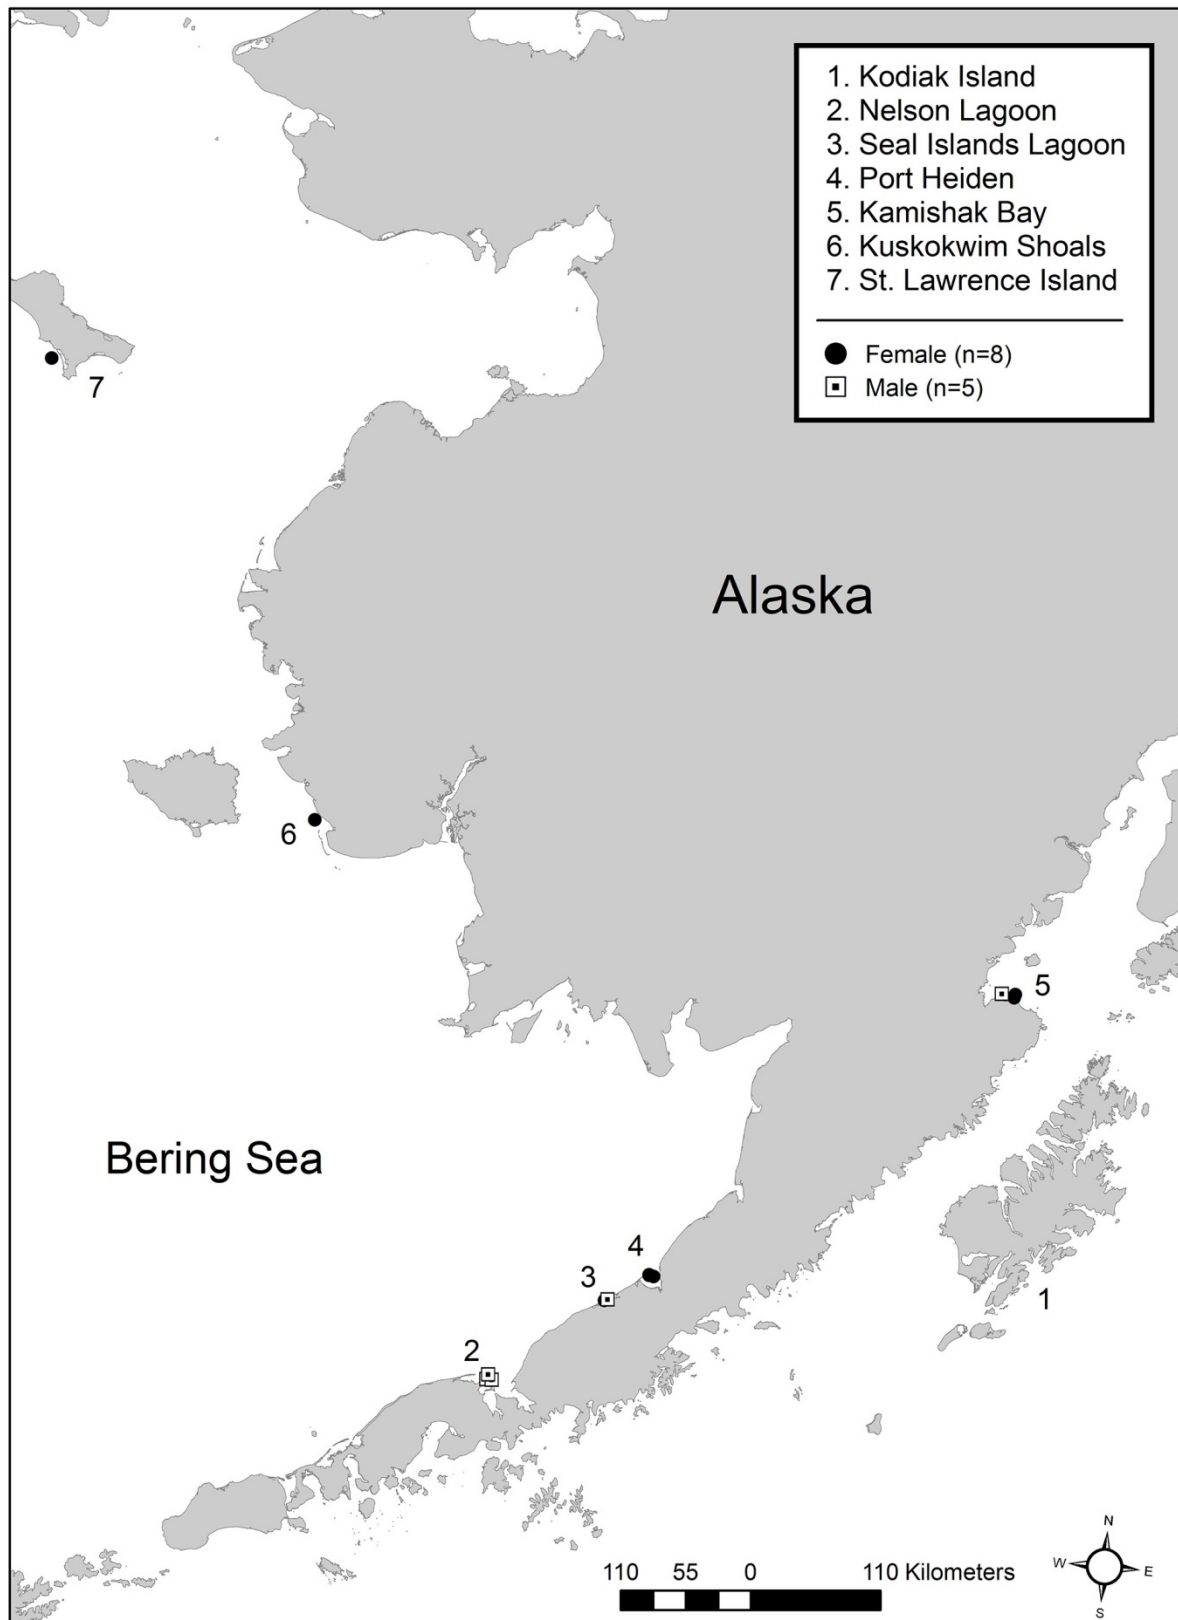 1. Kodiak Island
2. Nelson Lagoon
3. Seal Islands Lagoon
4. Port Heiden
5. Kamishak Bay
6. Kuskokwim Shoals
7. St. Lawrence Island
Female (n=8)
Male (n=5)
7
Alaska
6
5
Bering Sea
4
3
1
2
N
W E
S
110 55 0 110 Kilometers